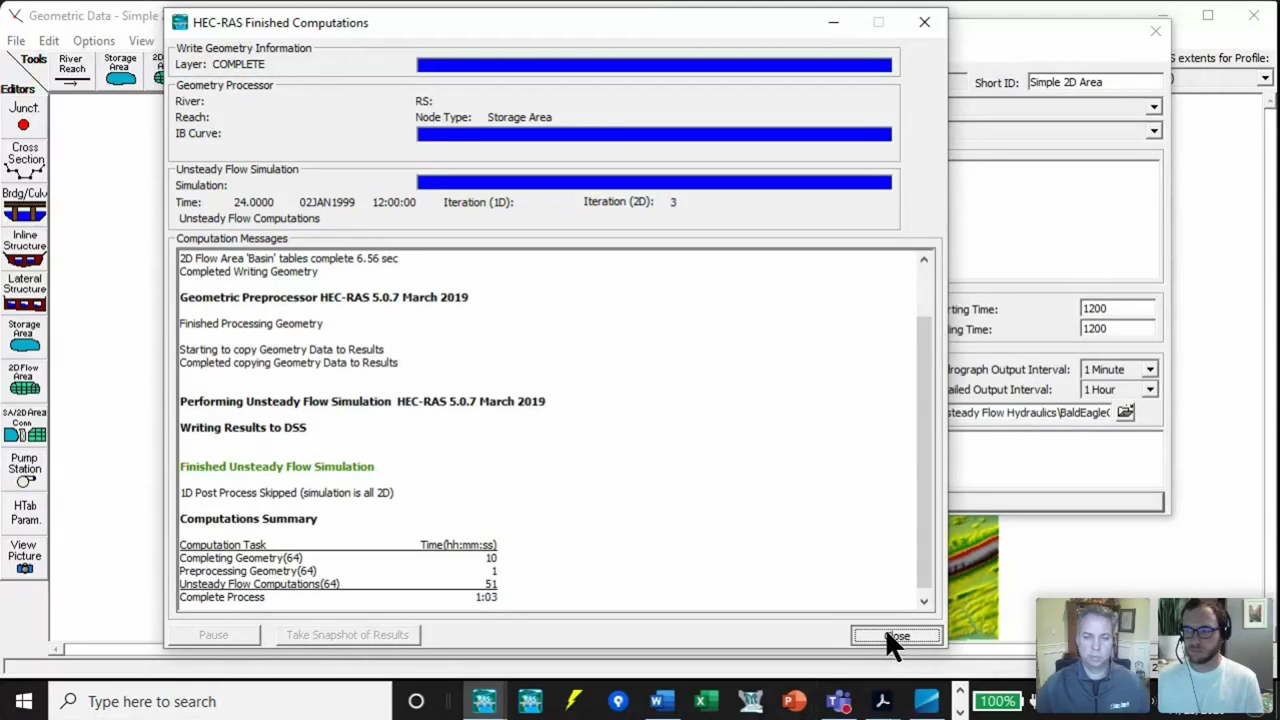 Geometric Data - Simple
HEC-RAS Finished Computations
File Edit Options View
Tools
Editors
River
Reach
Storage
Area
2D
Junct.
Cross
Section
Brdg/Culv
Inline
Structure
Lateral
Structure
Storage
Area
2D Flow
Area
SA/2D Area
Conn
Pump
Station
HTab
Param.
View
Picture
Write Geometry Information
Layer: COMPLETE
Geometry Processor
River: RS:
Reach: Node Type: Storage Area
IB Curve:
Unsteady Flow Simulation
Simulation:
Time: 24.0000 02JAN1999 12:00:00 Iteration (1D): Iteration (2D): 3
Unsteady Flow Computations
Computation Messages
2D Flow Area 'Basin' tables complete 6.56 sec
Completed Writing Geometry
Geometric Preprocessor HEC-RAS 5.0.7 March 2019
Finished Processing Geometry
Starting to copy Geometry Data to Results
Completed copying Geometry Data to Results
Performing Unsteady Flow Simulation HEC-RAS 5.0.7 March 2019
Writing Results to DSS
Finished Unsteady Flow Simulation
1D Post Process Skipped (simulation is all 2D)
Computations Summary
Computation Task Time(hh:mm:ss)
Completing Geometry(64) 10
Preprocessing Geometry(64) 1
Unsteady Flow Computations(64) 51
Complete Process 1:03
Pause Take Snapshot of Results Close
S extents for Profile:
Short ID: Simple 2D Area
rting Time: 1200
ing Time: 1200
rograph Output Interval: 1 Minute
ailed Output Interval: 1 Hour
steady Flow Hydraulics\BaldEagleC
Type here to search
100%